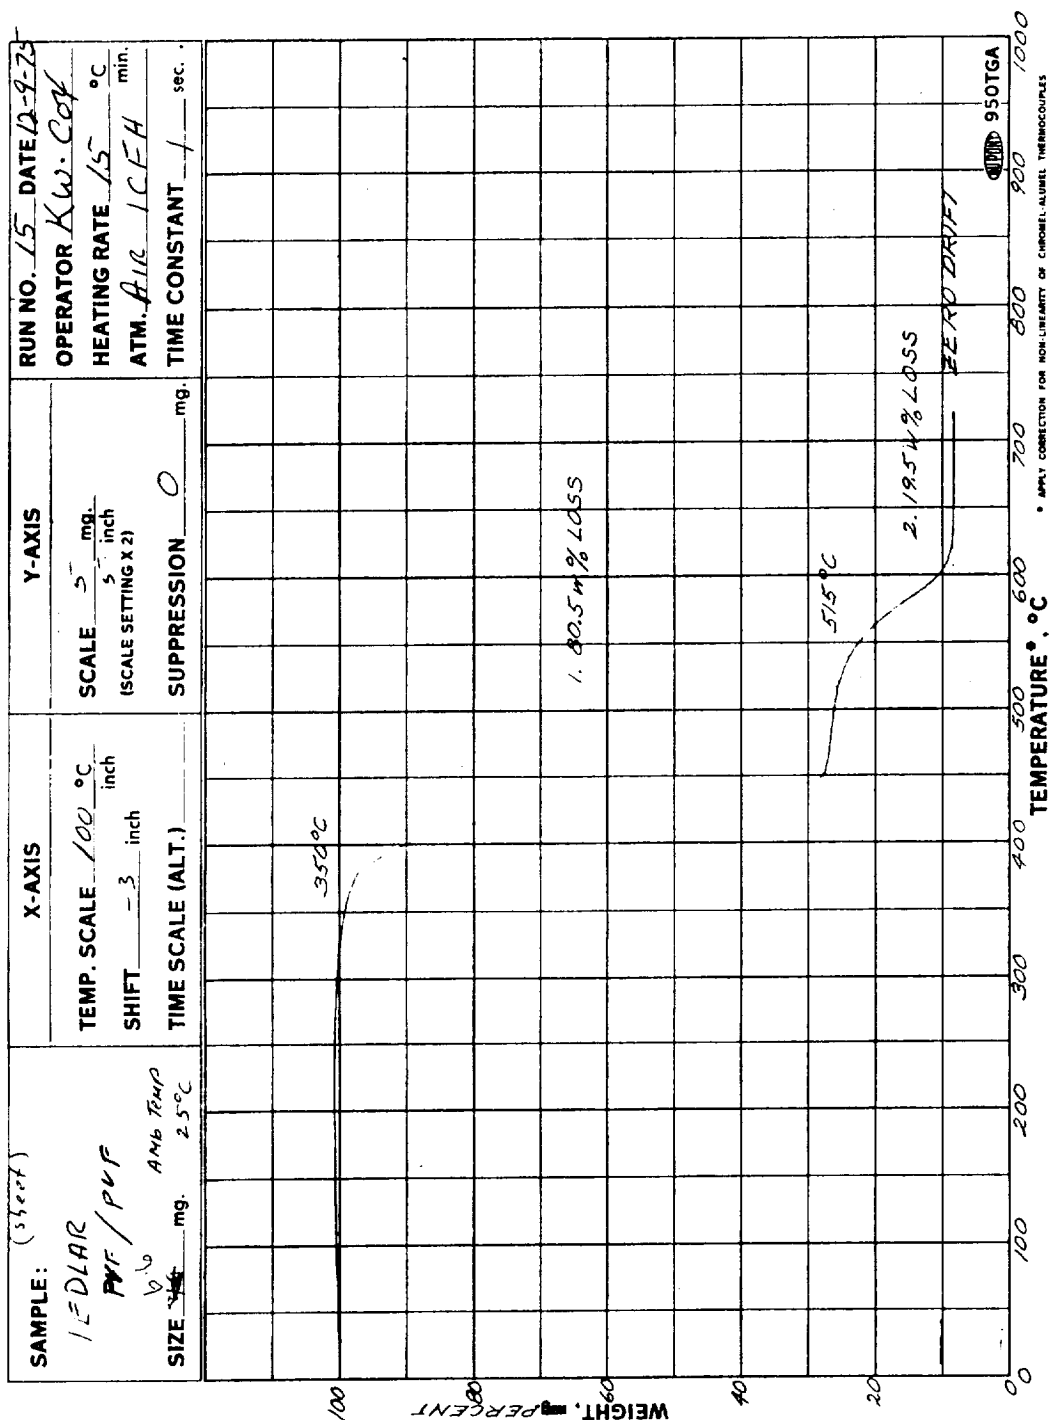 SAMPLE: (sheet)
TEDLAR
PVF / PVF
6.6
SIZE mg.
AMB TEMP
25°C
X-AXIS
TEMP. SCALE 100 °C
inch
SHIFT -3 inch
TIME SCALE (ALT.)
Y-AXIS
SCALE 5 mg.
5 inch
(SCALE SETTING X 2)
SUPPRESSION 0 mg.
RUN NO. 15 DATE 12-9-75
OPERATOR K.W. Coy
HEATING RATE 15 °C
min.
ATM. AIR 1CFH
TIME CONSTANT 1 sec.
350°C
1. 80.5 W% LOSS
515°C
2. 19.5 W% LOSS
ZERO DRIFT
DUPONT 950TGA
WEIGHT, PERCENT
100
80
60
40
20
0
0 100 200 300 400 500 600 700 800 900 1000
TEMPERATURE*, °C
* APPLY CORRECTION FOR NON-LINEARITY OF CHROMEL-ALUMEL THERMOCOUPLES